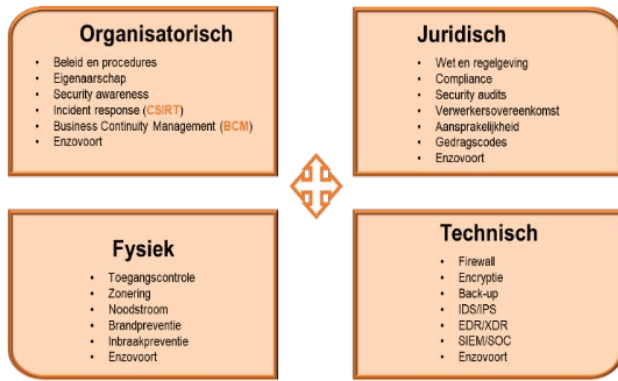 Organisatorisch
• Beleid en procedures
• Eigenaarschap
• Security awareness
• Incident response (CSIRT)
• Business Continuity Management (BCM)
• Enzovoort
Juridisch
• Wet en regelgeving
• Compliance
• Security audits
• Verwerkersovereenkomst
• Aansprakelijkheid
• Gedragscodes
• Enzovoort
Fysiek
• Toegangscontrole
• Zonering
• Noodstroom
• Brandpreventie
• Inbraakpreventie
• Enzovoort
Technisch
• Firewall
• Encryptie
• Back-up
• IDS/IPS
• EDR/XDR
• SIEM/SOC
• Enzovoort